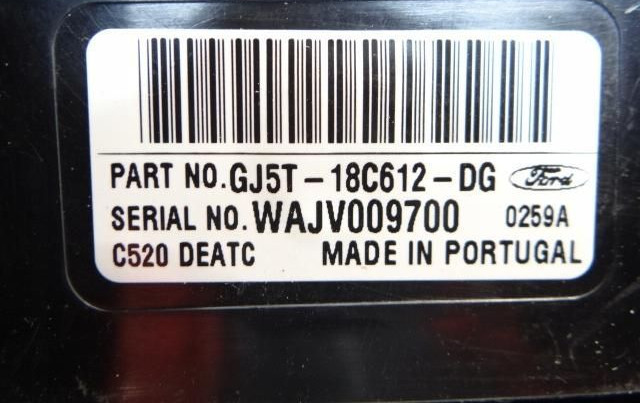 PART NO.GJ5T-18C612-DG Ford
SERIAL NO.WAJV009700 0259A
C520 DEATC MADE IN PORTUGAL